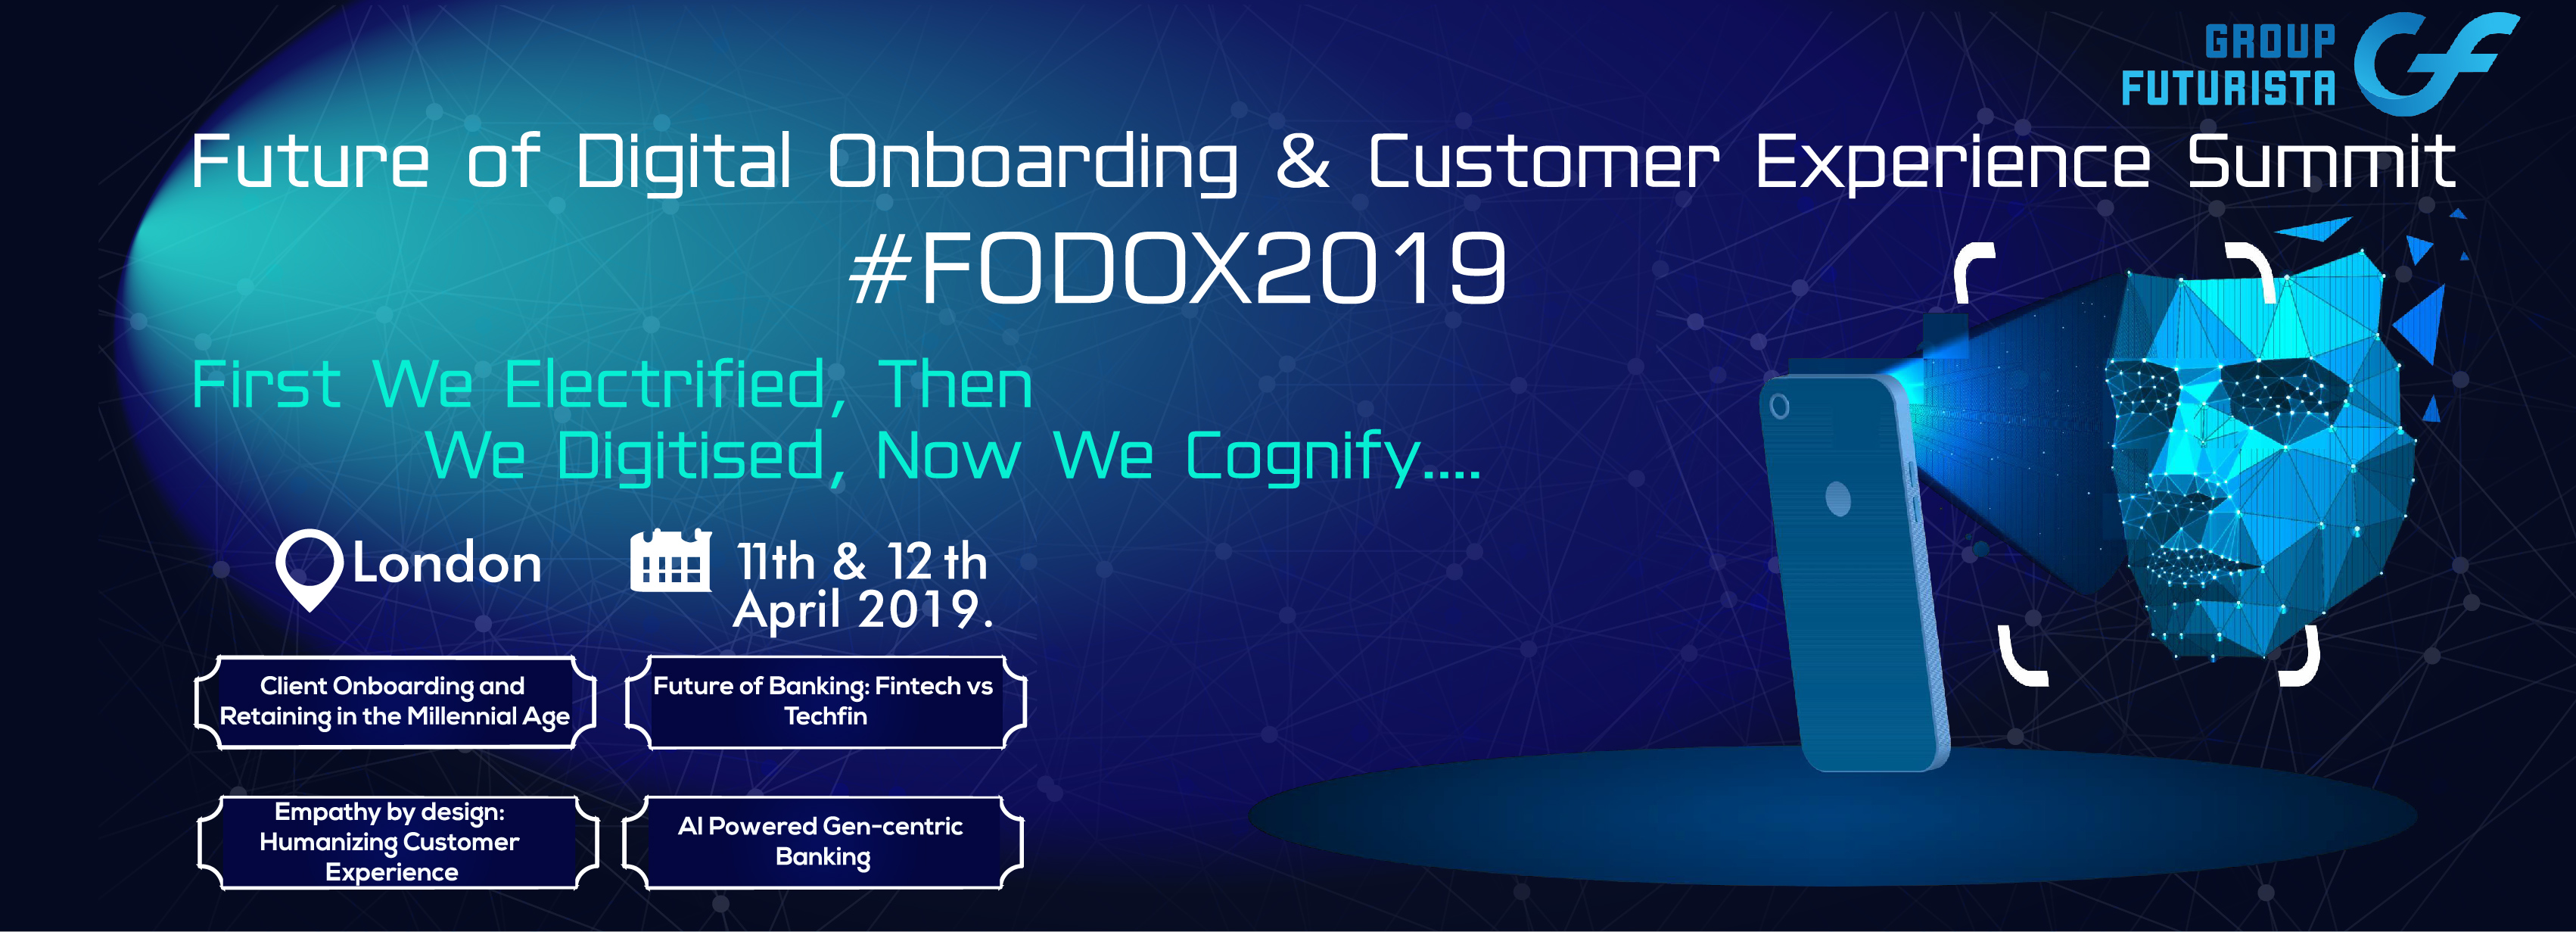 GROUP
FUTURISTA
Future of Digital Onboarding & Customer Experience Summit
#FODOX2019
First We Electrified, Then
We Digitised, Now We Cognify....
London
11th & 12 th
April 2019.
Client Onboarding and
Retaining in the Millennial Age
Future of Banking: Fintech vs
Techfin
Empathy by design:
Humanizing Customer
Experience
AI Powered Gen-centric
Banking